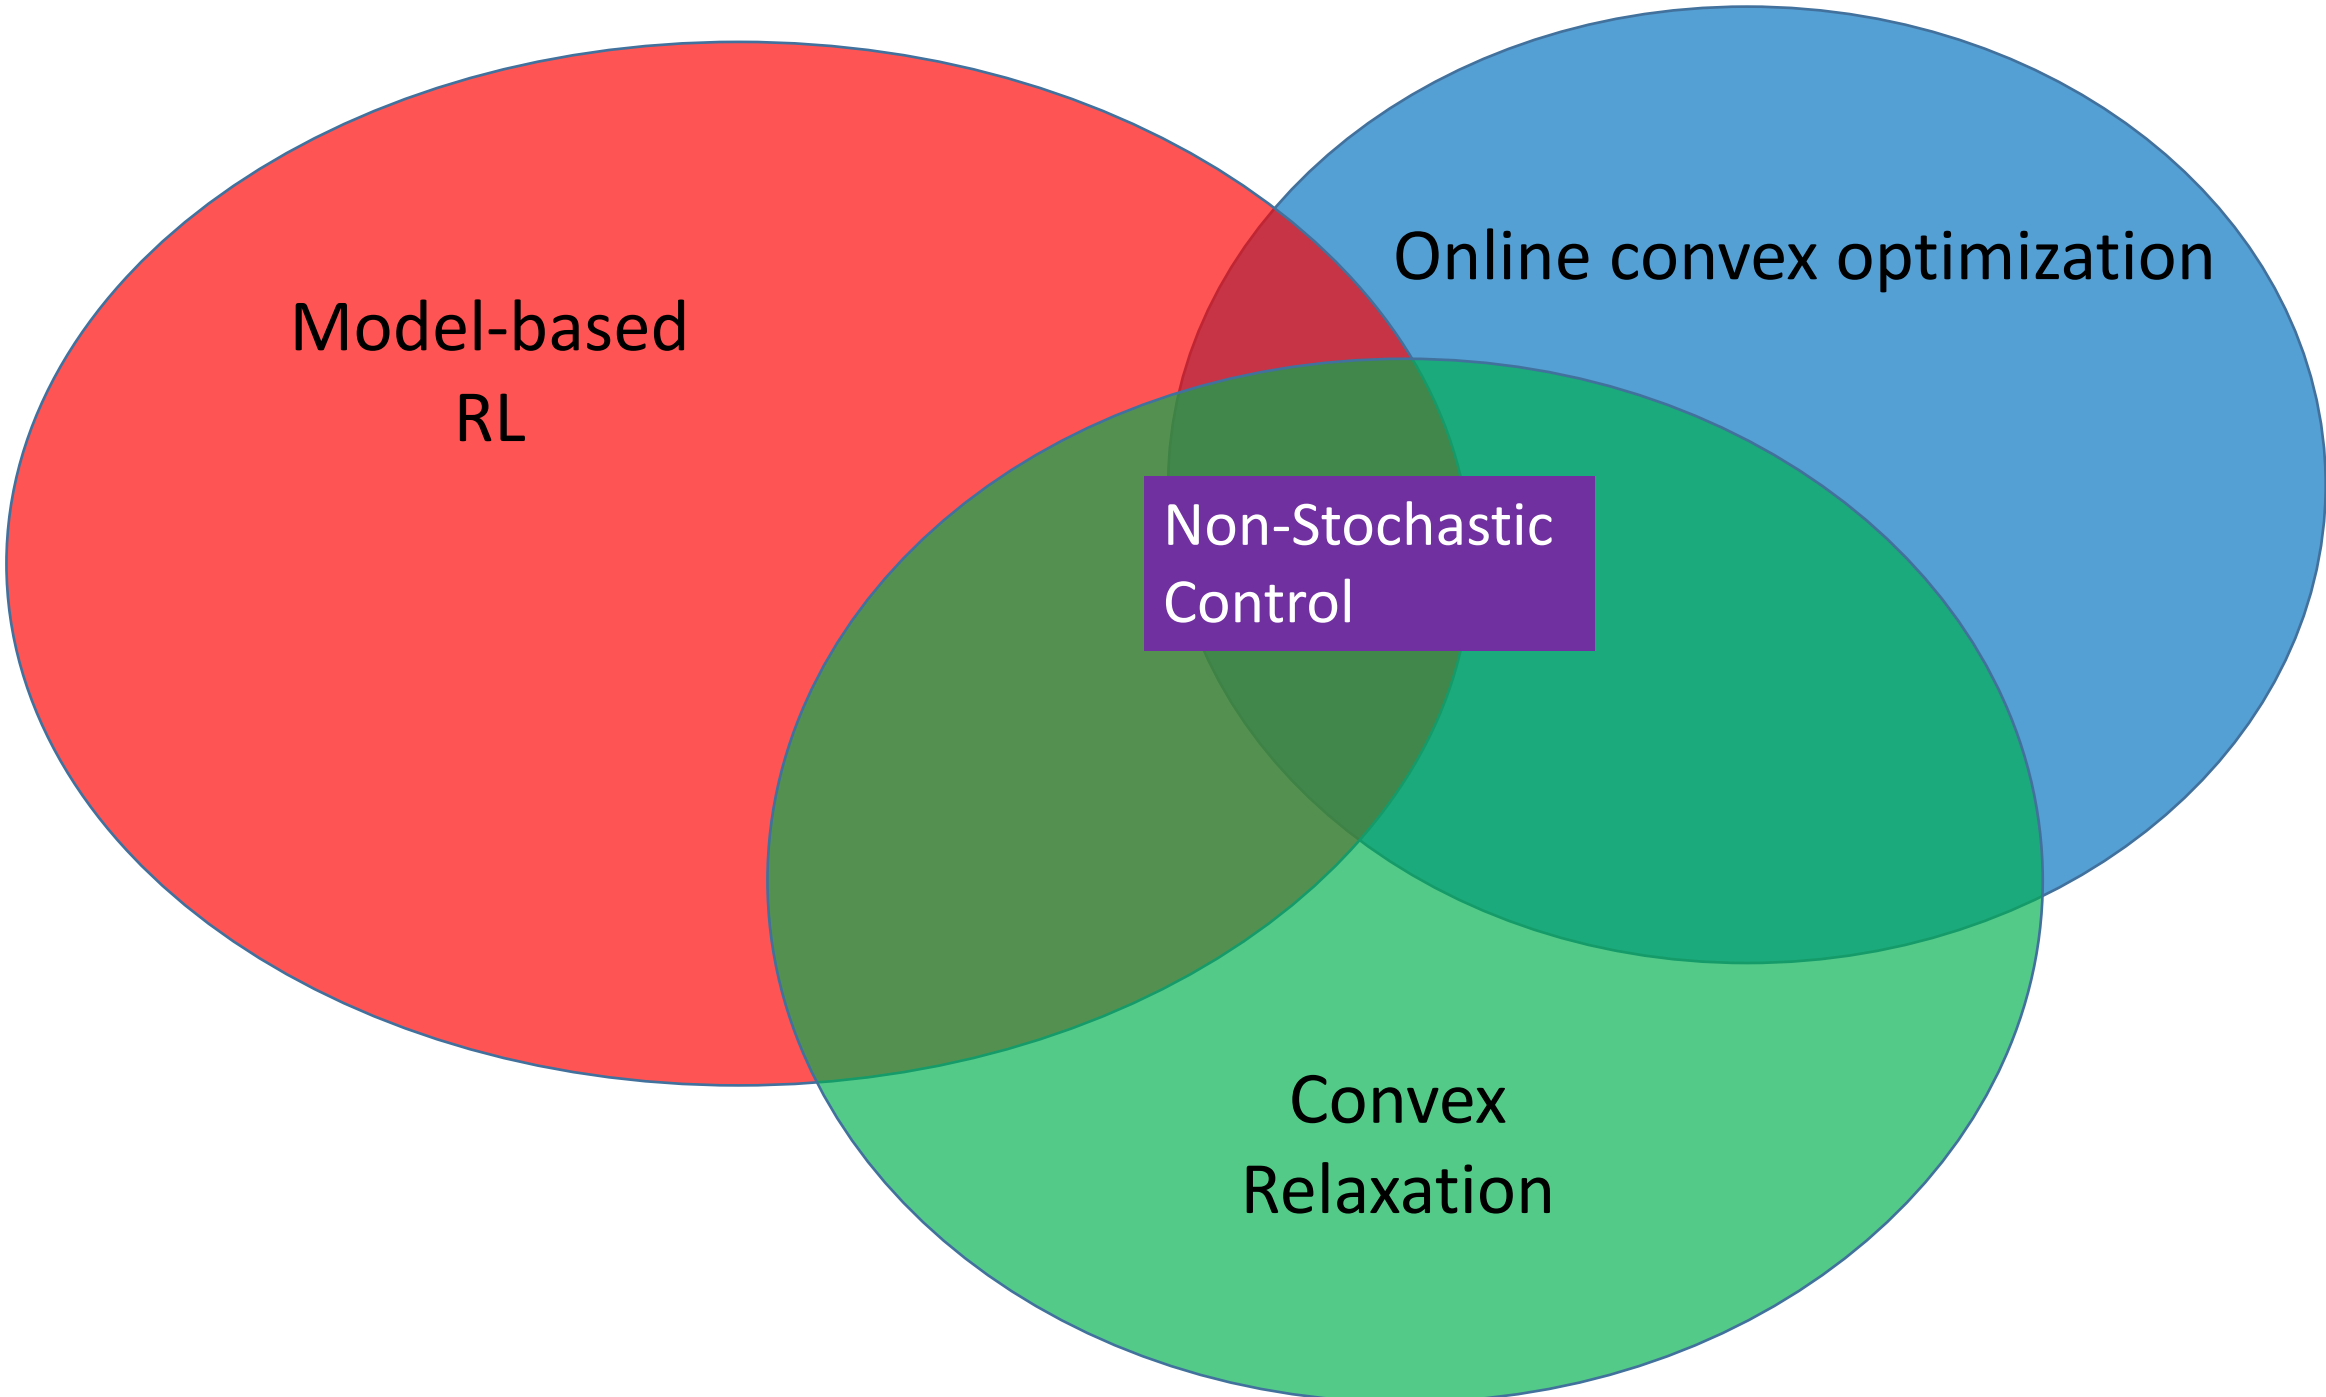 Model-based
RL
Online convex optimization
Non-Stochastic
Control
Convex
Relaxation